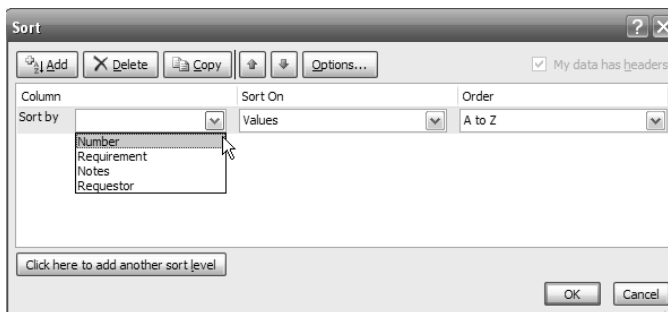 Sort
Add Delete Copy Options... My data has headers
Column Sort On Order
Sort by Values A to Z
Number
Requirement
Notes
Requestor
Click here to add another sort level
OK Cancel